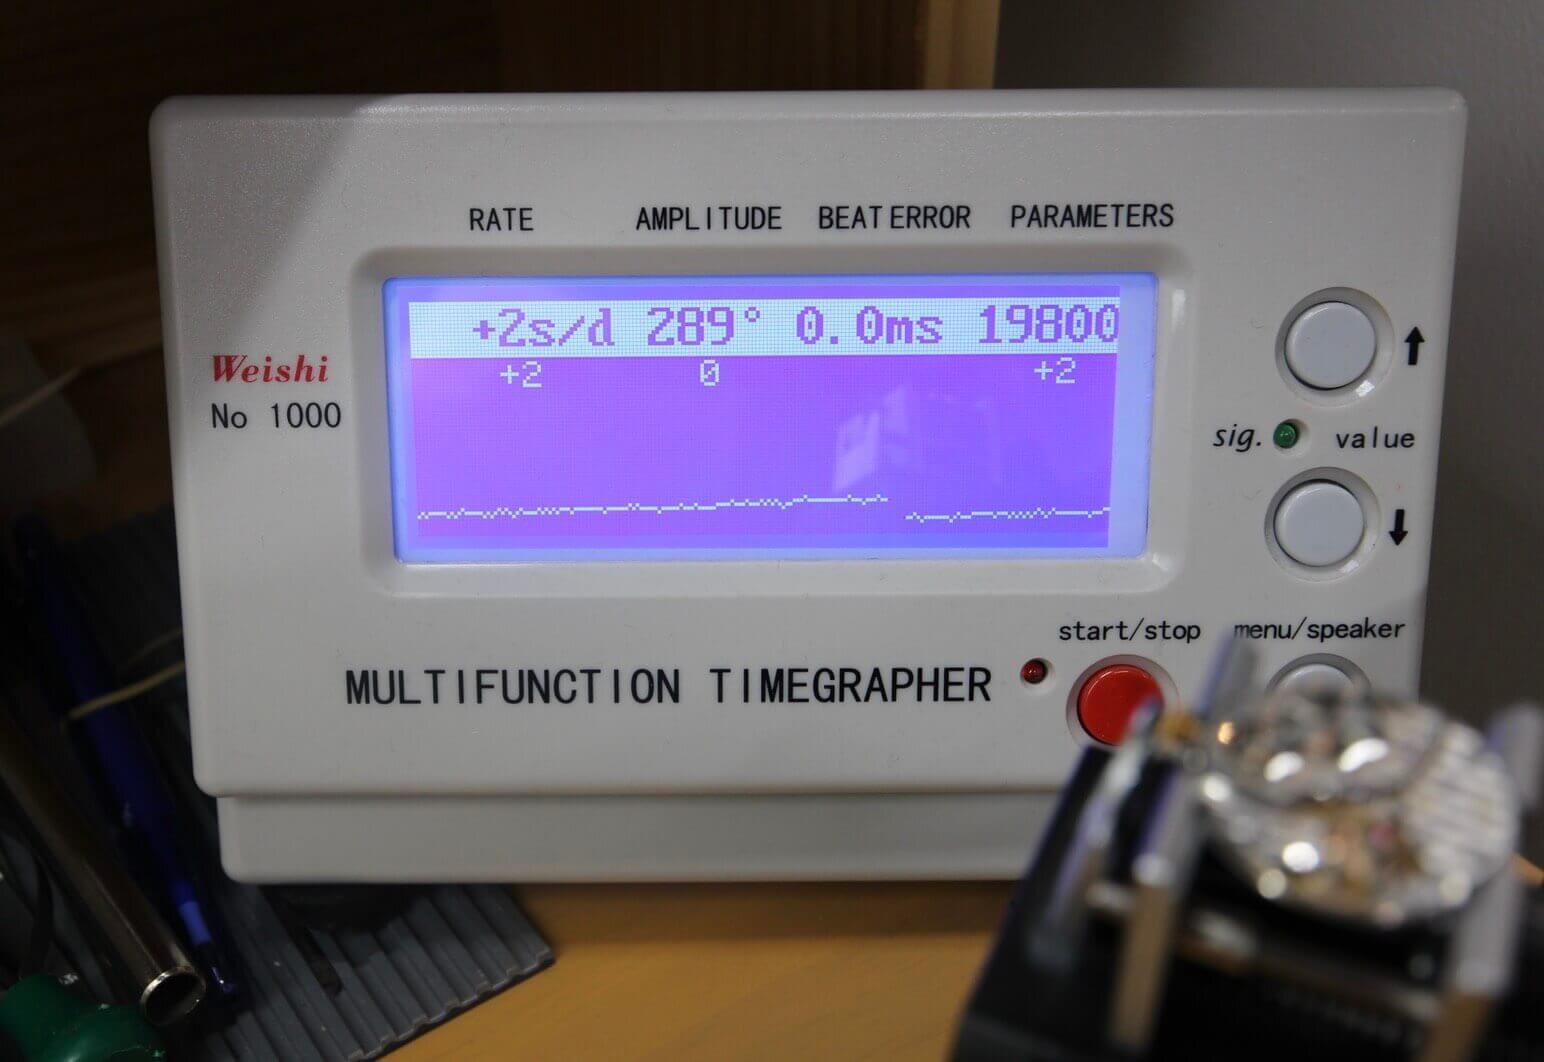 RATE AMPLITUDE BEAT ERROR PARAMETERS
+2s/d 289° 0.0ms 19800
+2 0 +2
Weishi
No 1000
sig. value
start/stop menu/speaker
MULTIFUNCTION TIMEGRAPHER